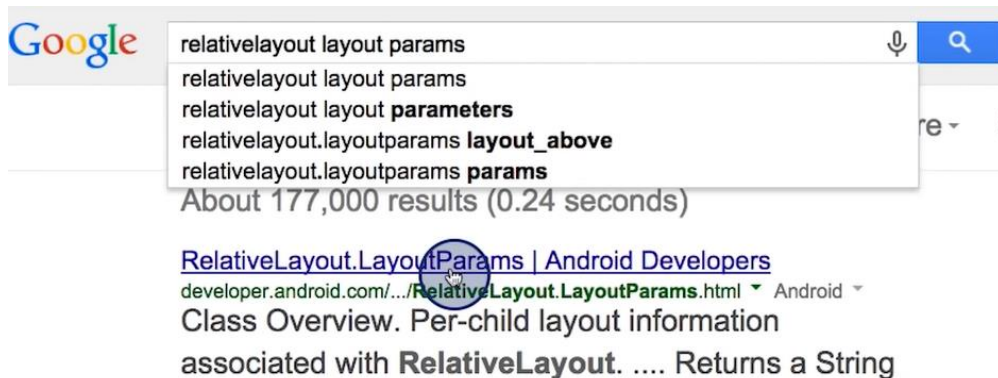 Google
relativelayout layout params
relativelayout layout params
relativelayout layout parameters
relativelayout.layoutparams layout_above
relativelayout.layoutparams params
re
About 177,000 results (0.24 seconds)
RelativeLayout.LayoutParams | Android Developers
developer.android.com/.../RelativeLayout.LayoutParams.html Android
Class Overview. Per-child layout information
associated with RelativeLayout. .... Returns a String